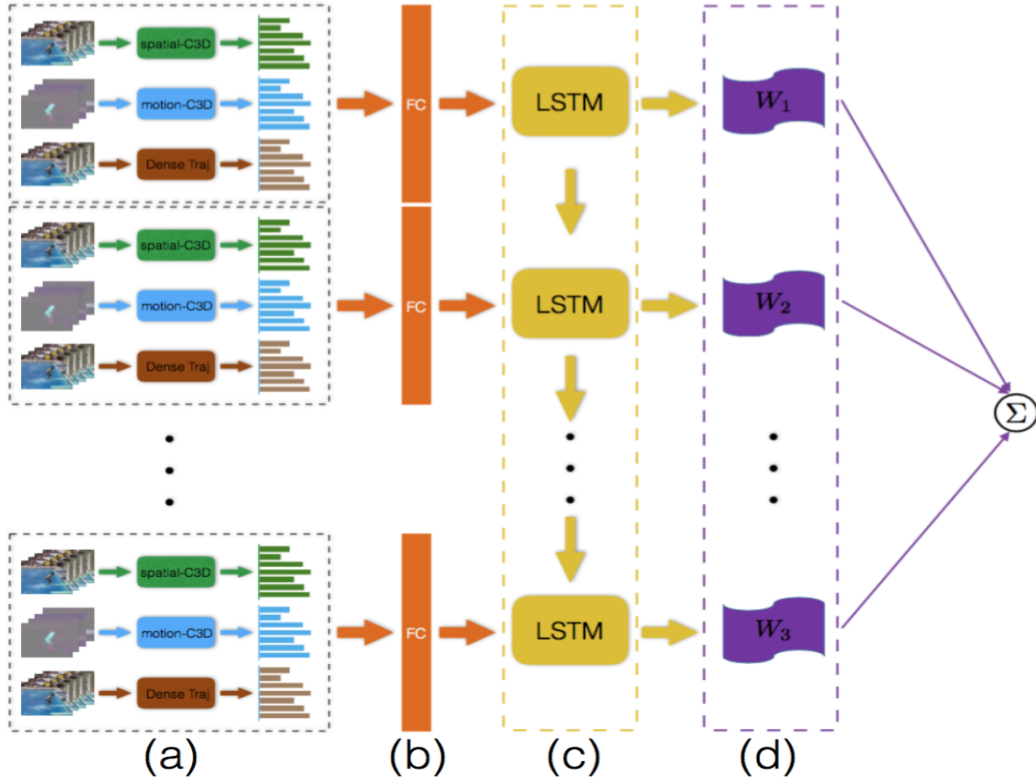 spatial-C3D
motion-C3D
Dense Traj
FC
LSTM
W₁
spatial-C3D
motion-C3D
Dense Traj
FC
LSTM
W₂
Σ
spatial-C3D
motion-C3D
Dense Traj
FC
LSTM
W₃
(a) (b) (c) (d)